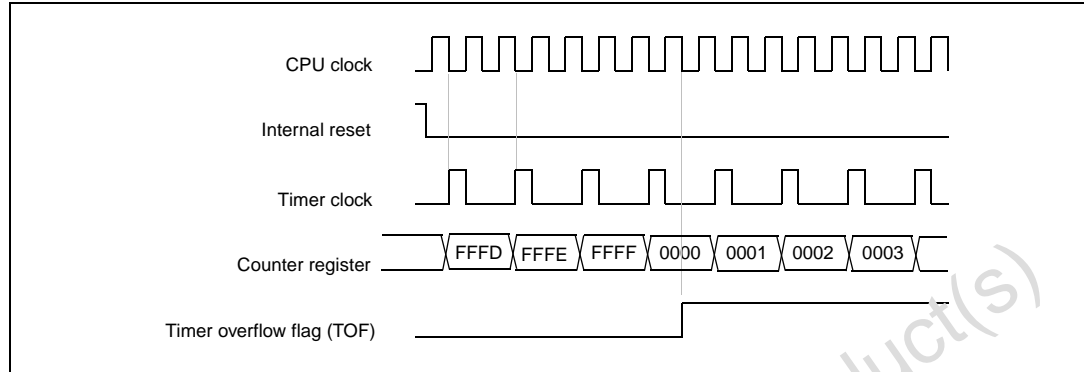 CPU clock
Internal reset
Timer clock
Counter register
FFFD FFFE FFFF 0000 0001 0002 0003
Timer overflow flag (TOF)
duct(s)